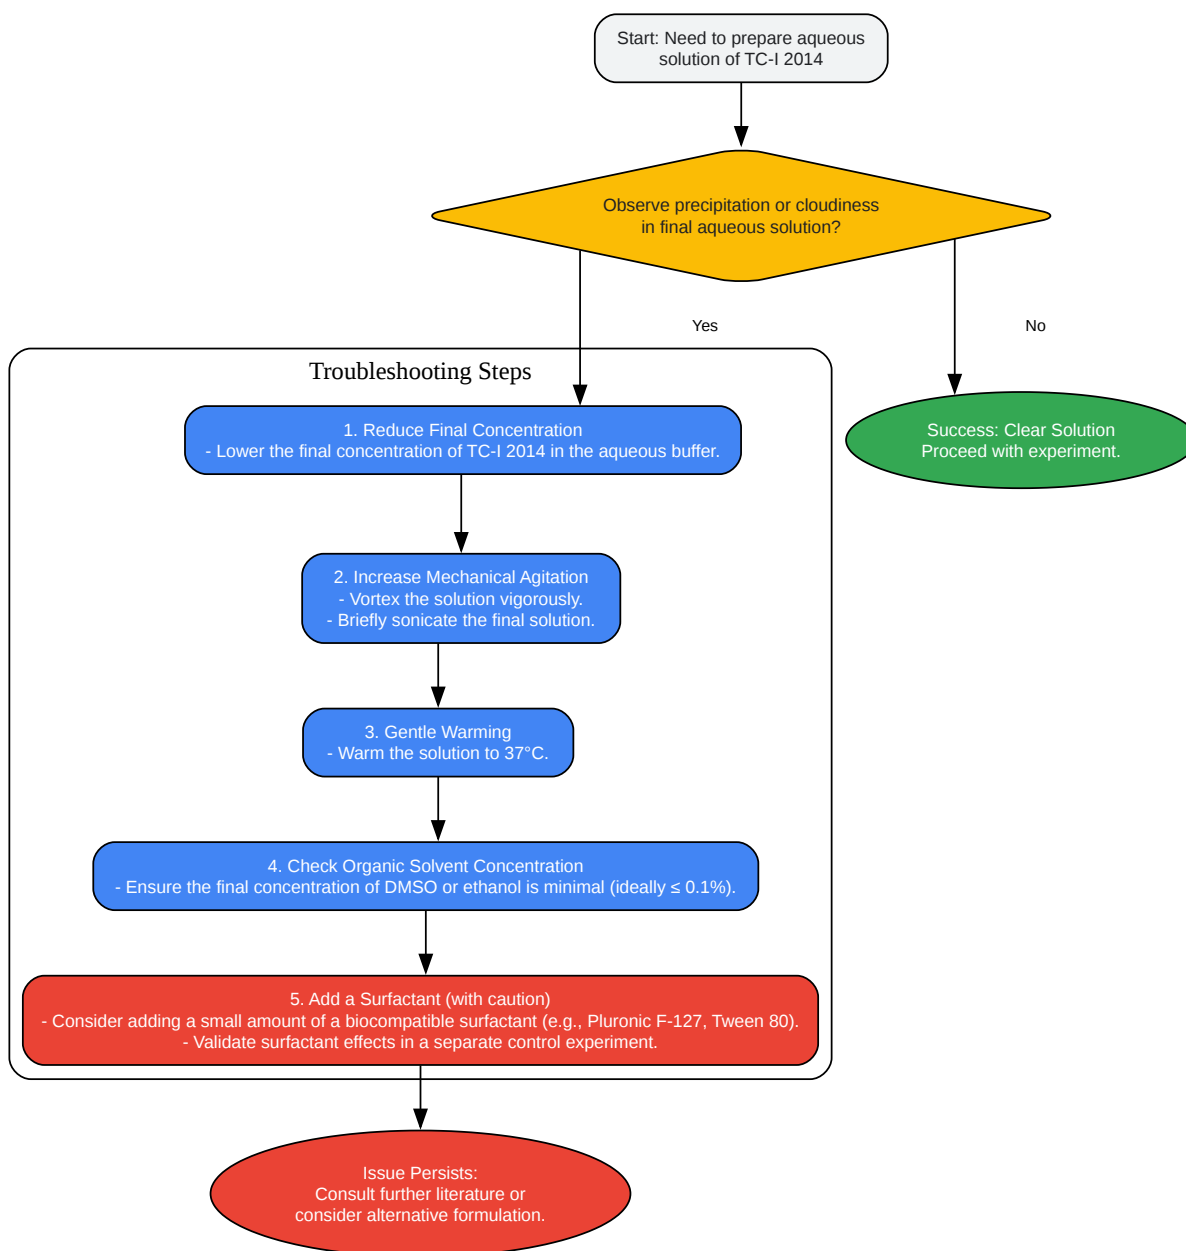 Start: Need to prepare aqueous
solution of TC-I 2014
Observe precipitation or cloudiness
in final aqueous solution?
Yes
No
Troubleshooting Steps
1. Reduce Final Concentration
- Lower the final concentration of TC-I 2014 in the aqueous buffer.
Success: Clear Solution
Proceed with experiment.
2. Increase Mechanical Agitation
- Vortex the solution vigorously.
- Briefly sonicate the final solution.
3. Gentle Warming
- Warm the solution to 37°C.
4. Check Organic Solvent Concentration
- Ensure the final concentration of DMSO or ethanol is minimal (ideally ≤ 0.1%).
5. Add a Surfactant (with caution)
- Consider adding a small amount of a biocompatible surfactant (e.g., Pluronic F-127, Tween 80).
- Validate surfactant effects in a separate control experiment.
Issue Persists:
Consult further literature or
consider alternative formulation.